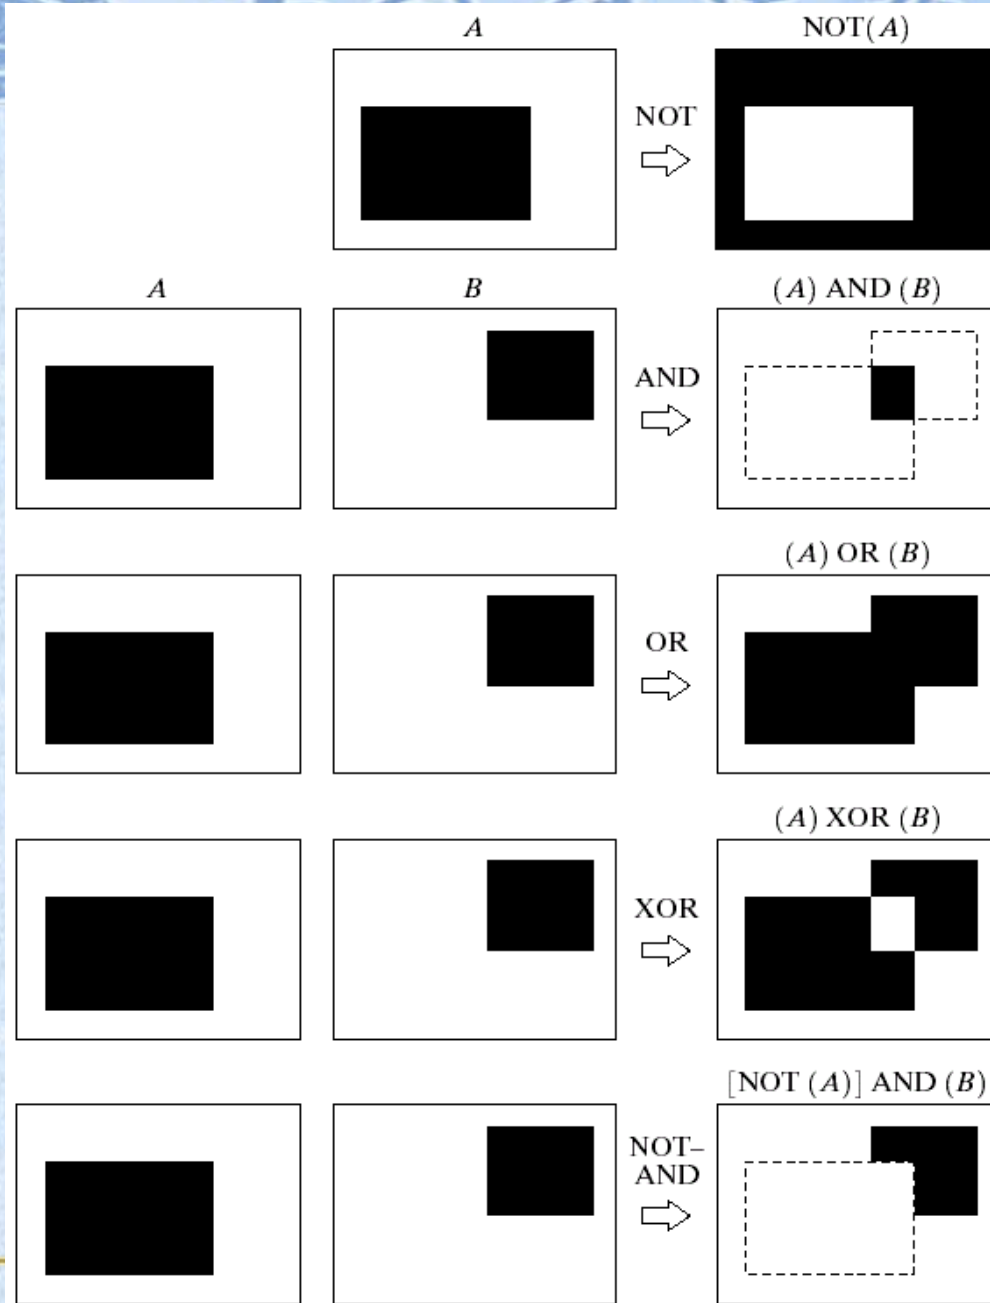 A
NOT(A)
NOT
A
B
(A) AND (B)
AND
(A) OR (B)
OR
(A) XOR (B)
XOR
[NOT (A)] AND (B)
NOT–
AND